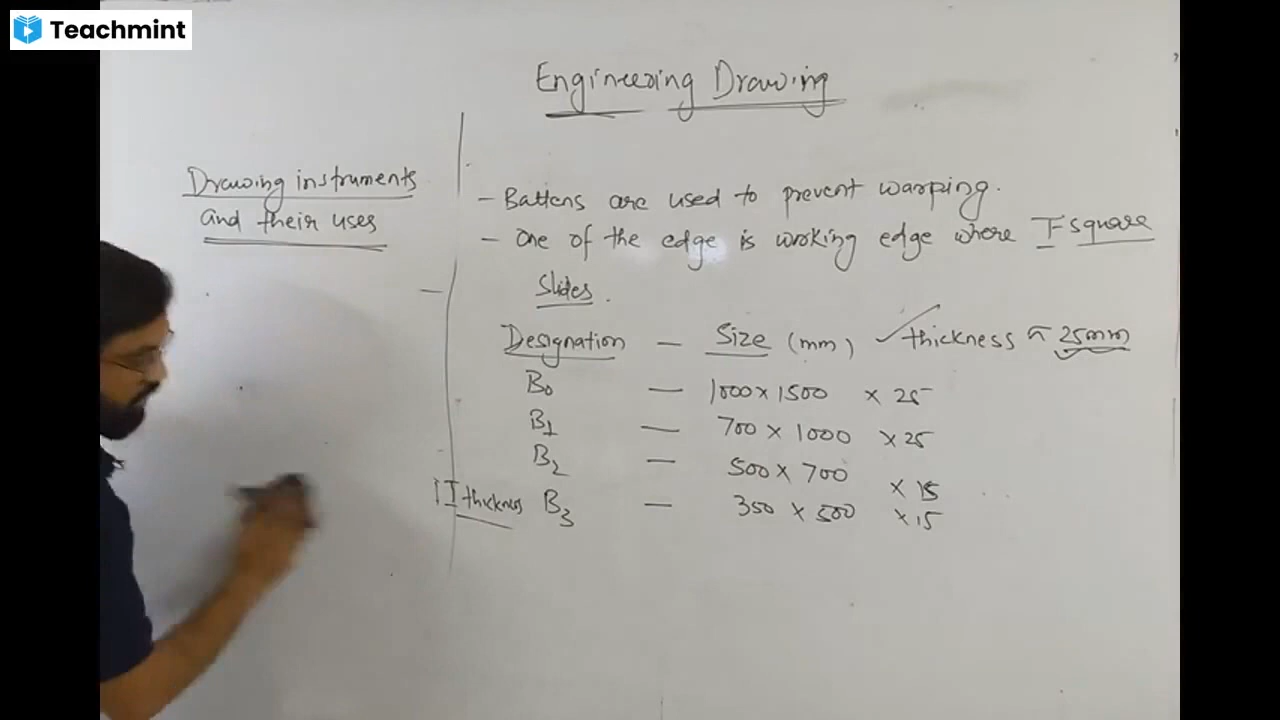 Teachmint
Engineering Drawing
Drawing instruments
and their uses
- Battens are used to prevent warping.
- One of the edge is working edge where T-square
Slides.
Designation - Size (mm) ✓ thickness ≈ 25mm
B0 - 1000 x 1500 x 25
B1 - 700 x 1000 x 25
B2 - 500 x 700 x 15
thickness B3 - 350 x 500 x 15